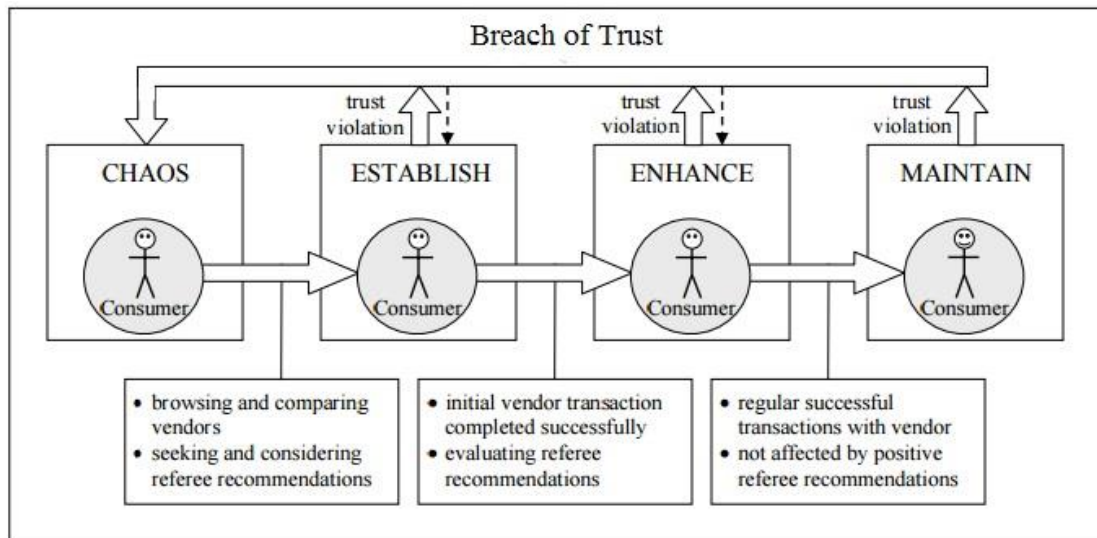 Breach of Trust
trust
violation
trust
violation
trust
violation
CHAOS
ESTABLISH
ENHANCE
MAINTAIN
Consumer
Consumer
Consumer
Consumer
• browsing and comparing
vendors
• seeking and considering
referee recommendations
• initial vendor transaction
completed successfully
• evaluating referee
recommendations
• regular successful
transactions with vendor
• not affected by positive
referee recommendations